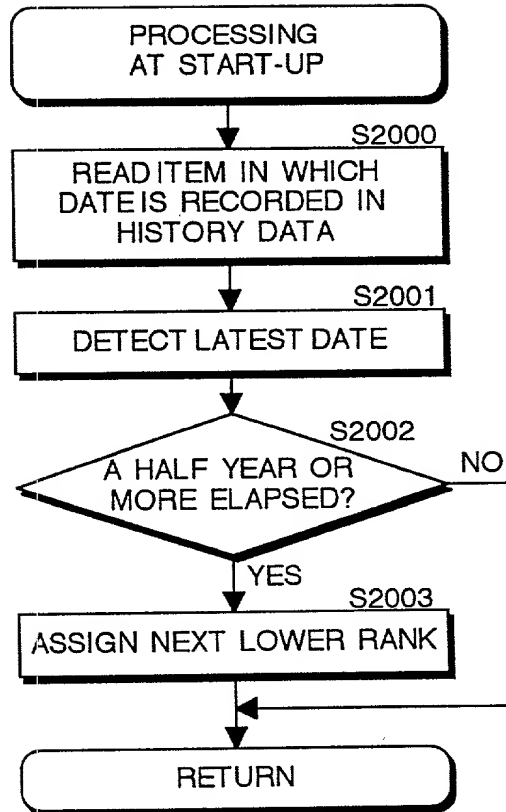 PROCESSING
AT START-UP
S2000
READ ITEM IN WHICH
DATE IS RECORDED IN
HISTORY DATA
S2001
DETECT LATEST DATE
S2002
A HALF YEAR OR
MORE ELAPSED?
NO
YES
S2003
ASSIGN NEXT LOWER RANK
RETURN